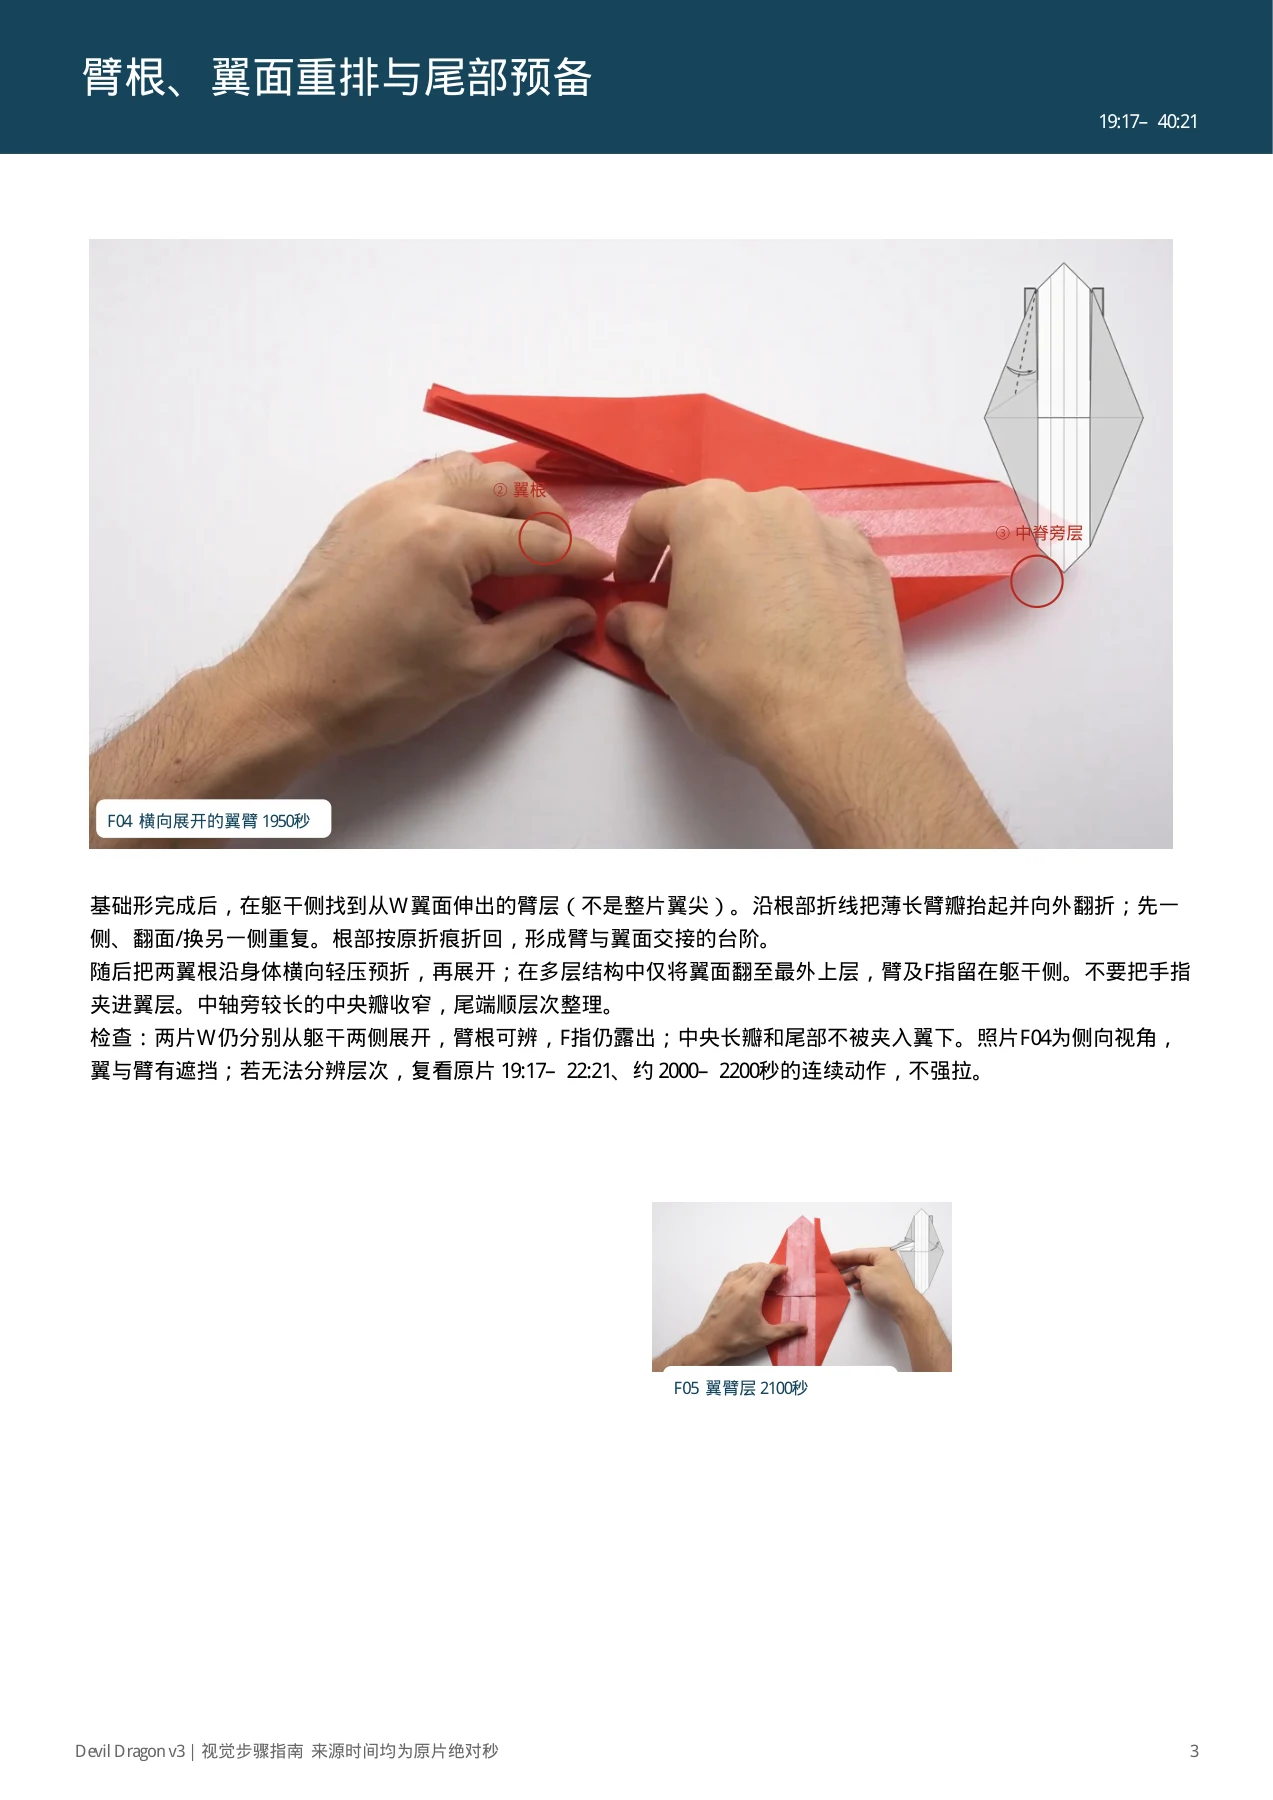 臂根、翼面重排与尾部预备
19:17– 40:21
② 翼根
③ 中脊旁层
F04 横向展开的翼臂 1950秒
基础形完成后，在躯干侧找到从W翼面伸出的臂层（不是整片翼尖）。沿根部折线把薄长臂瓣抬起并向外翻折；先一
侧、翻面/换另一侧重复。根部按原折痕折回，形成臂与翼面交接的台阶。
随后把两翼根沿身体横向轻压预折，再展开；在多层结构中仅将翼面翻至最外上层，臂及F指留在躯干侧。不要把手指
夹进翼层。中轴旁较长的中央瓣收窄，尾端顺层次整理。
检查：两片W仍分别从躯干两侧展开，臂根可辨，F指仍露出；中央长瓣和尾部不被夹入翼下。照片F04为侧向视角，
翼与臂有遮挡；若无法分辨层次，复看原片 19:17– 22:21、约 2000– 2200秒的连续动作，不强拉。
F05 翼臂层 2100秒
Devil Dragon v3 | 视觉步骤指南 来源时间均为原片绝对秒
3